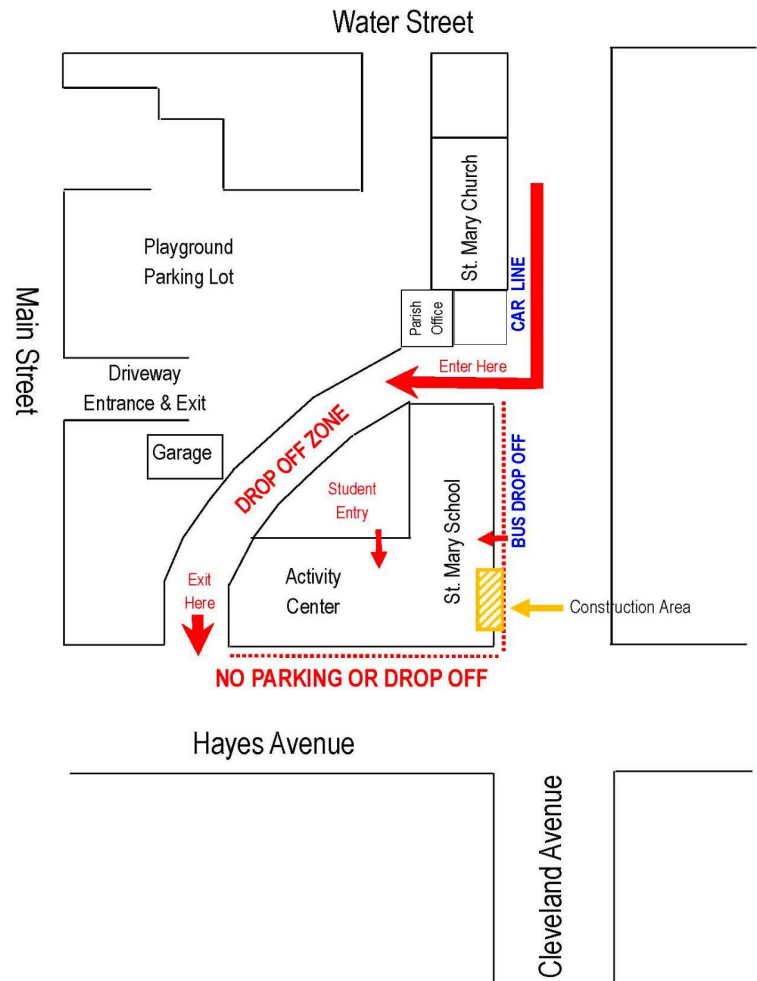 Water Street
St. Mary Church
Playground
Parking Lot
CAR LINE
Parish
Office
Main Street
Enter Here
Driveway
Entrance & Exit
Garage
DROP OFF ZONE
BUS DROP OFF
Student
Entry
St. Mary School
Exit
Here
Activity
Center
Construction Area
NO PARKING OR DROP OFF
Hayes Avenue
Cleveland Avenue